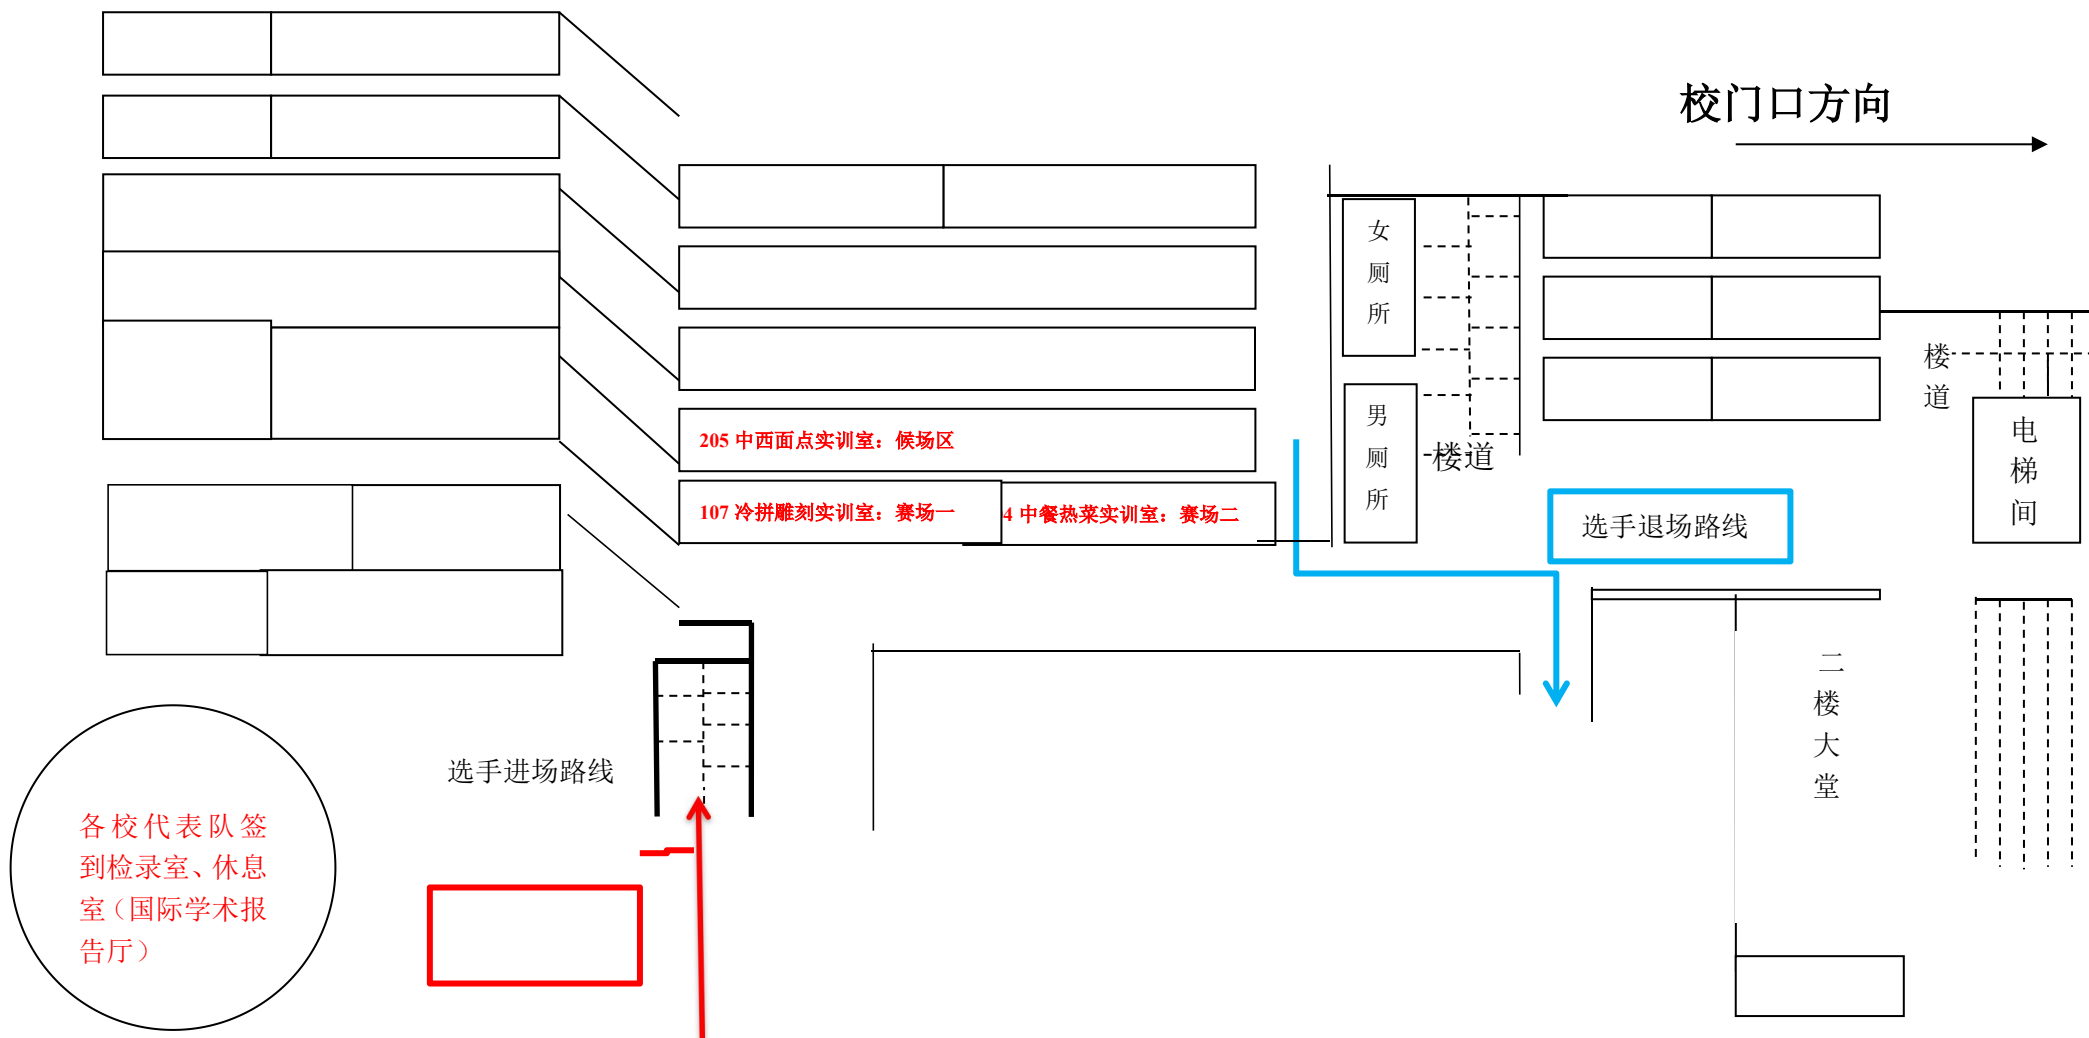 校门口方向
女
厕
所
楼
道
205 中西面点实训室：候场区
男
厕
所
楼道
电
梯
间
107 冷拼雕刻实训室：赛场一
4 中餐热菜实训室：赛场二
选手退场路线
二
楼
大
堂
选手进场路线
各校代表队签
到检录室、休息
室（国际学术报
告厅）